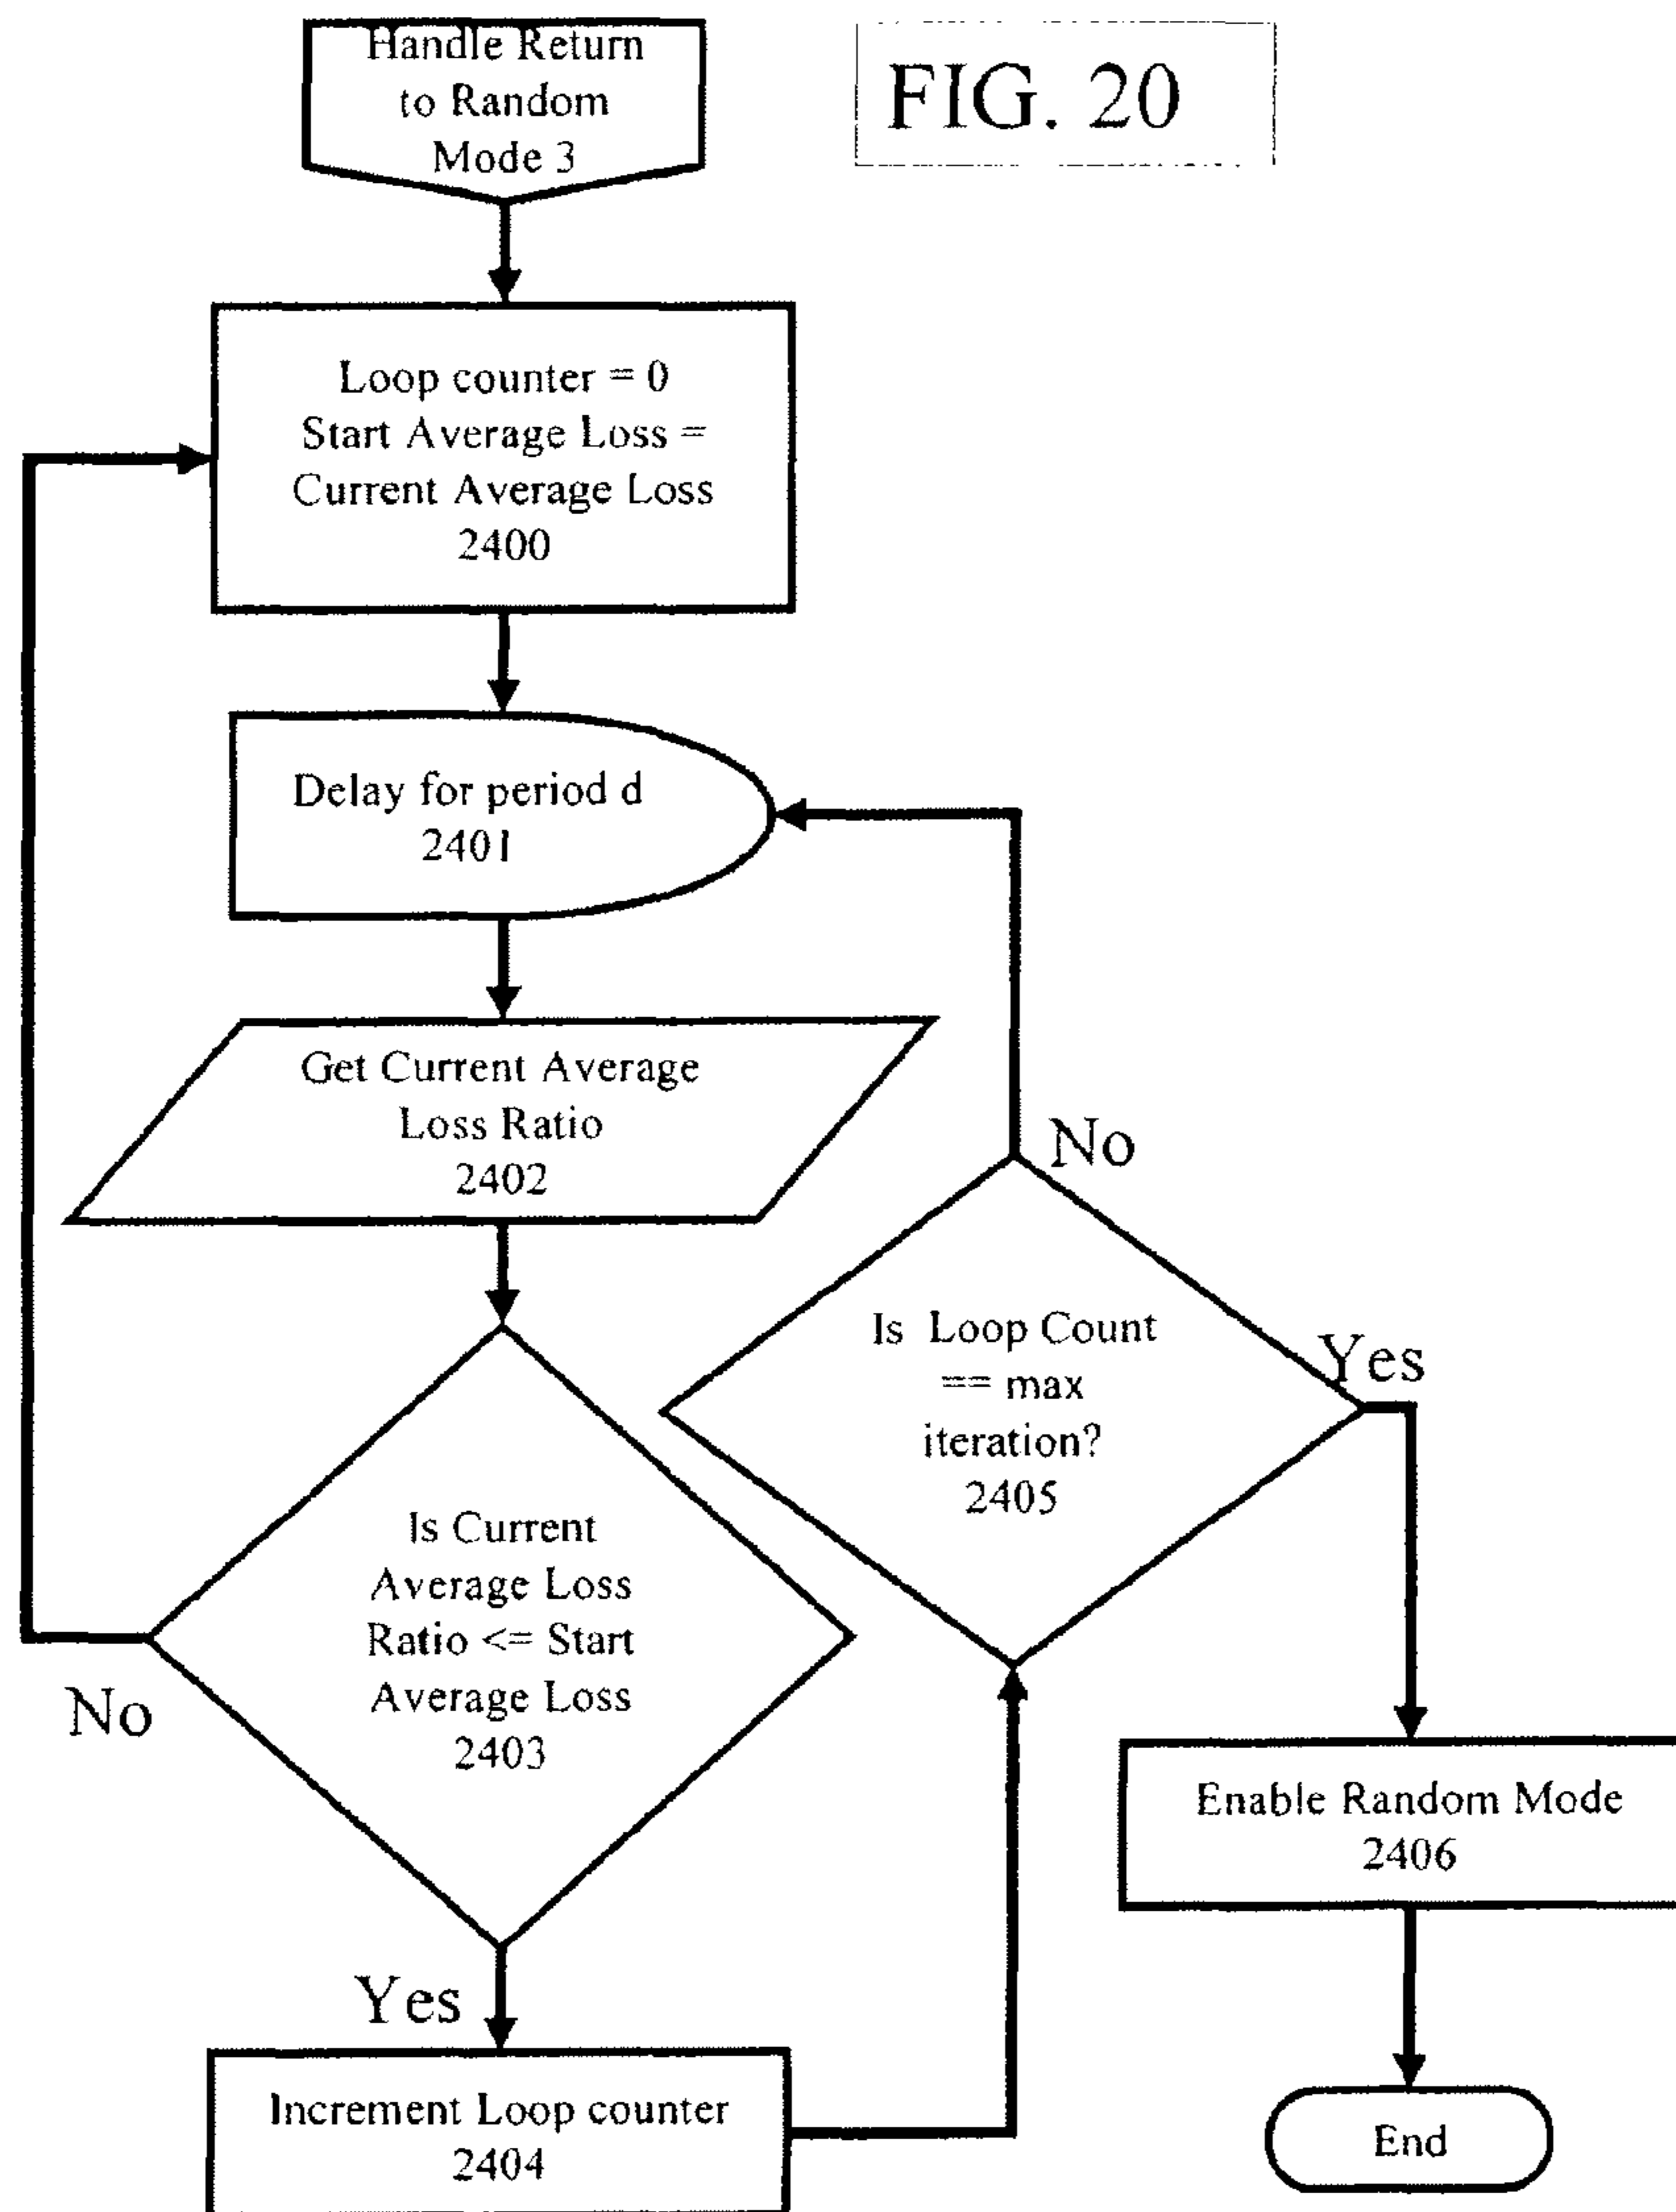 Handle Return
to Random
Mode 3
FIG. 20
Loop counter = 0
Start Average Loss =
Current Average Loss
2400
Delay for period d
2401
Get Current Average
Loss Ratio
2402
No
Is Loop Count
== max
iteration?
2405
Yes
Is Current
Average Loss
Ratio <= Start
Average Loss
2403
No
Yes
Enable Random Mode
2406
Increment Loop counter
2404
End